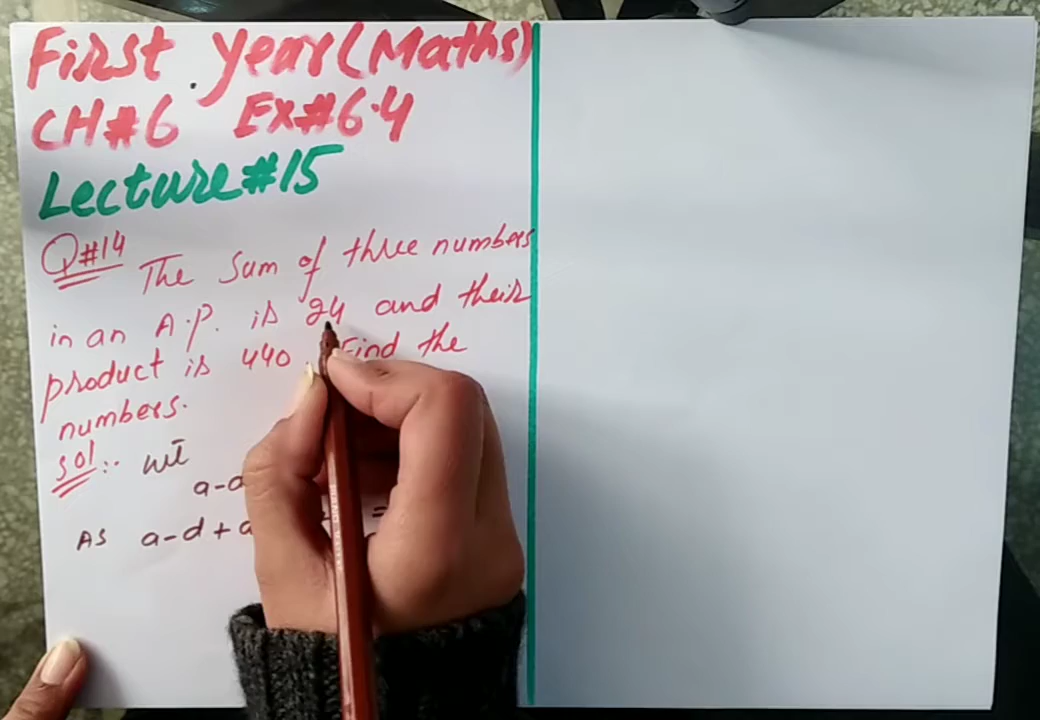 First year (Maths)
CH#6 Ex#6.4
Lecture#15
Q#14 The Sum of three numbers
in an A.P. is 24 and their
product is 440. Find the
numbers.
Sol:-
a-d
As a-d+a =